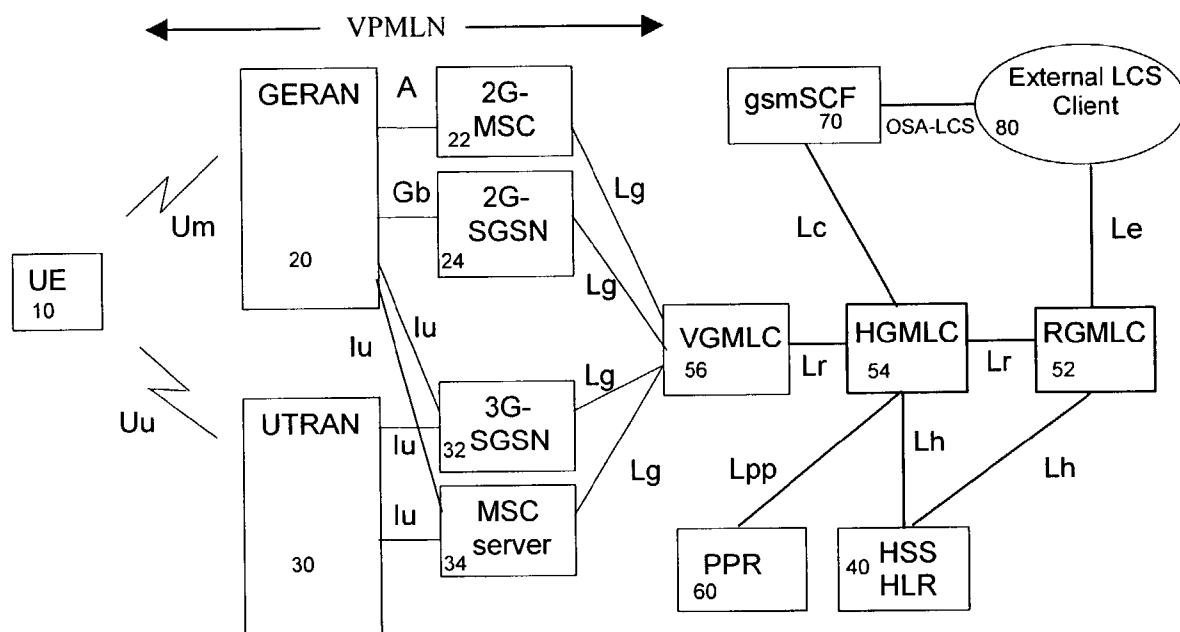 VPMLN
GERAN
20
A
2G-
MSC
22
Gb
2G-
SGSN
24
Um
UE
10
Uu
Iu
Iu
UTRAN
30
Iu
3G-
SGSN
32
Iu
MSC
server
34
Lg
Lg
Lg
Lg
VGMLC
56
Lr
HGMLC
54
Lr
RGMLC
52
gsmSCF
70
OSA-LCS
External LCS
Client
80
Lc
Le
Lpp
Lh
Lh
PPR
60
40
HSS
HLR